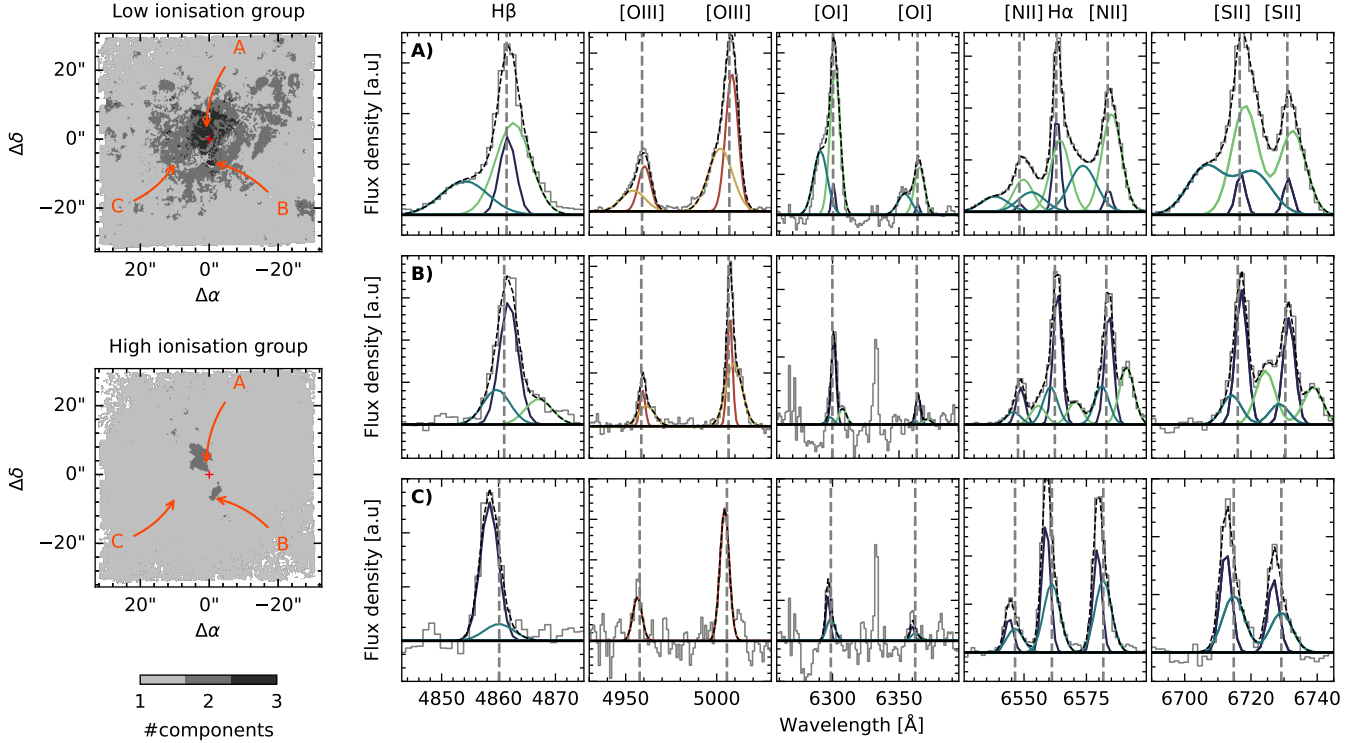 Low ionisation group
Hβ [OIII] [OIII] [OI] [OI] [NII] Hα [NII] [SII] [SII]
20"
0"
−20"
Δδ
A
C
B
20" 0" −20"
Δα
High ionisation group
20"
0"
−20"
Δδ
A
C
B
20" 0" −20"
Δα
1 2 3
#components
A)
Flux density [a.u]
B)
Flux density [a.u]
C)
Flux density [a.u]
4850 4860 4870 4950 5000 6300 6350 6550 6575 6700 6720 6740
Wavelength [Å]